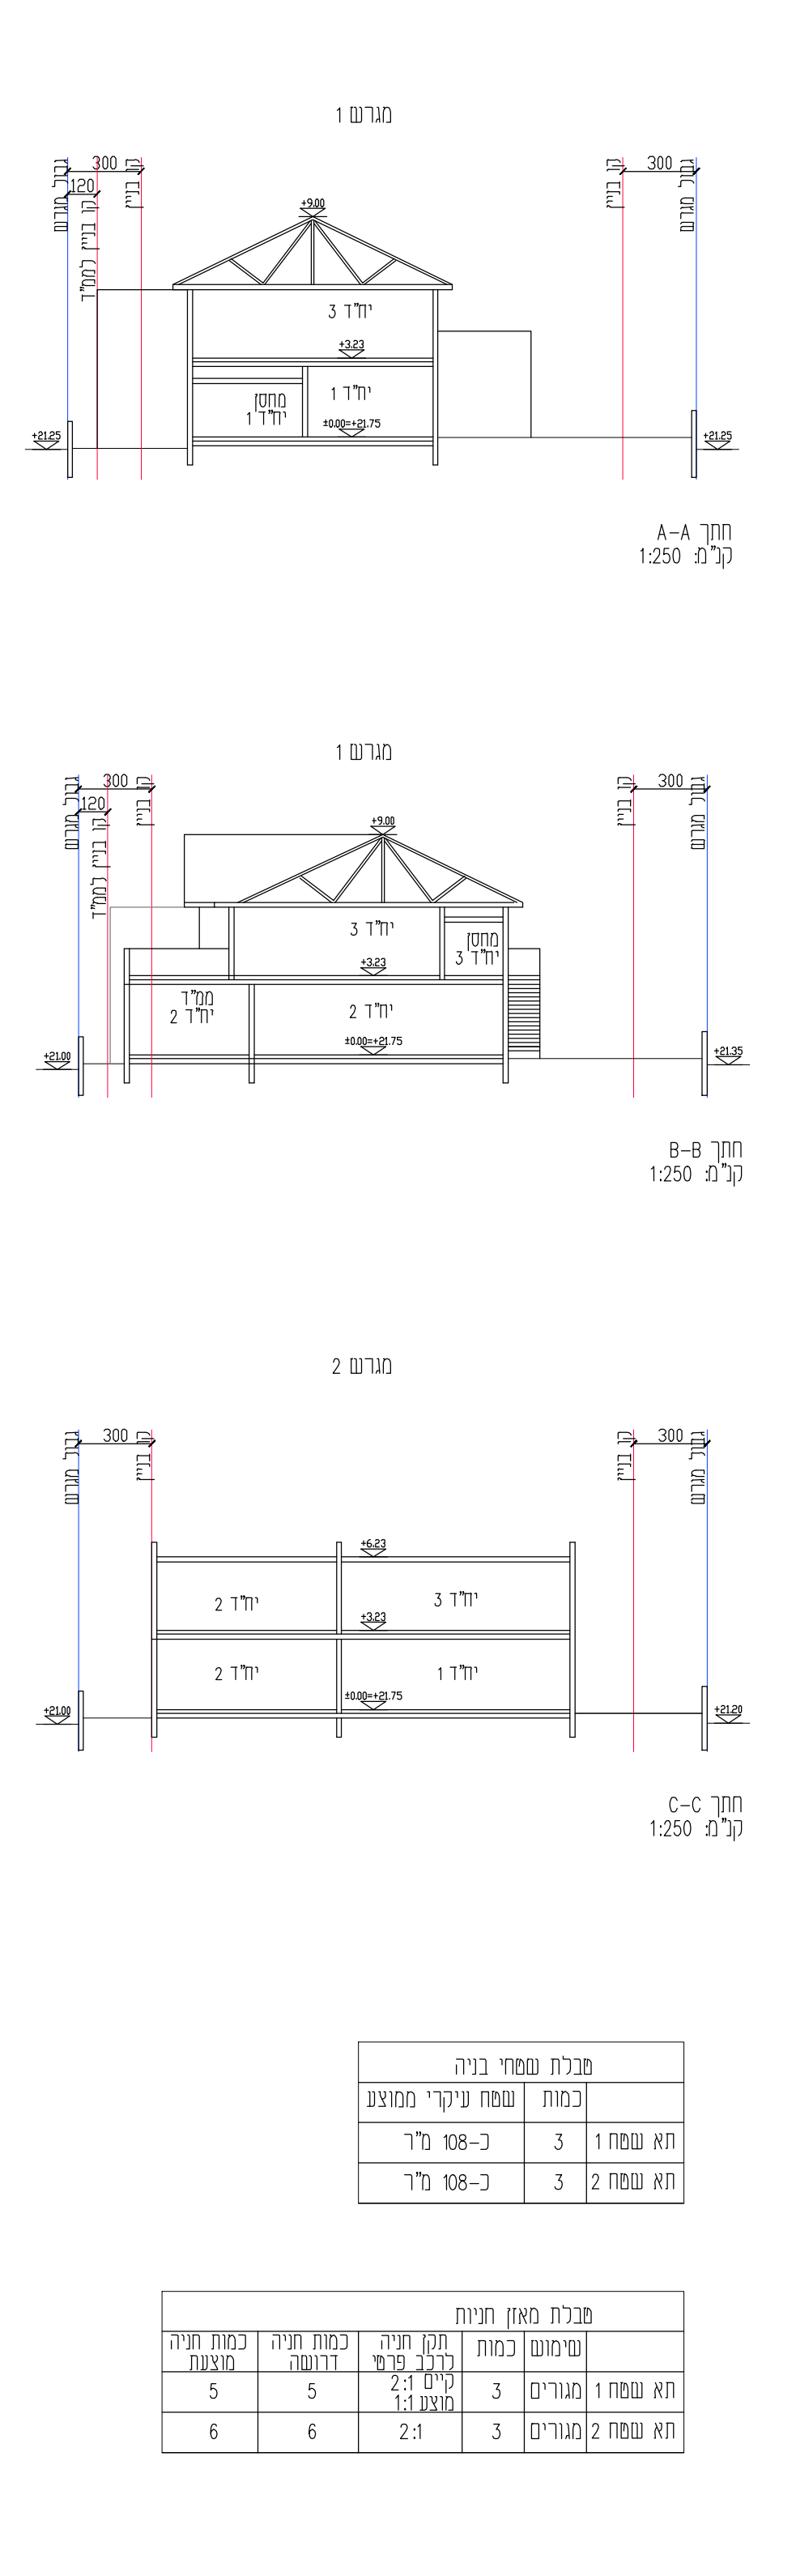 מגרש 1
300
120
גבול מגרש
קו בניין לממ"ד
קו בניין
קו בניין
300
גבול מגרש
+9.00
יח"ד 3
+3.23
יח"ד 1
מחסן
יח"ד 1
±0.00=+21.75
+21.25
+21.25
חתך A-A
קנ"מ: 1:250
מגרש 1
300
120
גבול מגרש
קו בניין לממ"ד
קו בניין
קו בניין
300
גבול מגרש
+9.00
יח"ד 3
מחסן
יח"ד 3
+3.23
ממ"ד
יח"ד 2
יח"ד 2
±0.00=+21.75
+21.00
+21.35
חתך B-B
קנ"מ: 1:250
מגרש 2
300
גבול מגרש
קו בניין
קו בניין
300
גבול מגרש
+6.23
יח"ד 3
יח"ד 2
+3.23
יח"ד 1
יח"ד 2
±0.00=+21.75
+21.00
+21.20
חתך C-C
קנ"מ: 1:250
טבלת שטחי בניה
כמות שטח עיקרי ממוצע
תא שטח 1 3 כ-108 מ"ר
תא שטח 2 3 כ-108 מ"ר
טבלת מאזן חניות
שימוש כמות תקן חניה לרכב פרטי כמות חניה דרושה כמות חניה מוצעת
תא שטח 1 מגורים 3 קיים 2:1 מוצע 1:1 5 5
תא שטח 2 מגורים 3 2:1 6 6